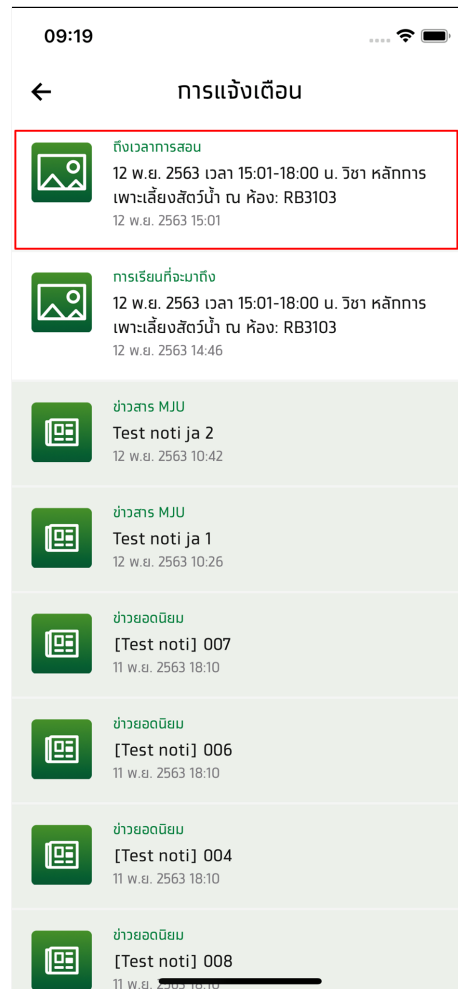 09:19
การแจ้งเตือน
ถึงเวลาการสอน
12 พ.ย. 2563 เวลา 15:01-18:00 น. วิชา หลักการ
เพาะเลี้ยงสัตว์น้ำ ณ ห้อง: RB3103
12 พ.ย. 2563 15:01
การเรียนที่จะมาถึง
12 พ.ย. 2563 เวลา 15:01-18:00 น. วิชา หลักการ
เพาะเลี้ยงสัตว์น้ำ ณ ห้อง: RB3103
12 พ.ย. 2563 14:46
ข่าวสาร MJU
Test noti ja 2
12 พ.ย. 2563 10:42
ข่าวสาร MJU
Test noti ja 1
12 พ.ย. 2563 10:26
ข่าวยอดนิยม
[Test noti] 007
11 พ.ย. 2563 18:10
ข่าวยอดนิยม
[Test noti] 006
11 พ.ย. 2563 18:10
ข่าวยอดนิยม
[Test noti] 004
11 พ.ย. 2563 18:10
ข่าวยอดนิยม
[Test noti] 008
11 พ.ย. 2563 18:10